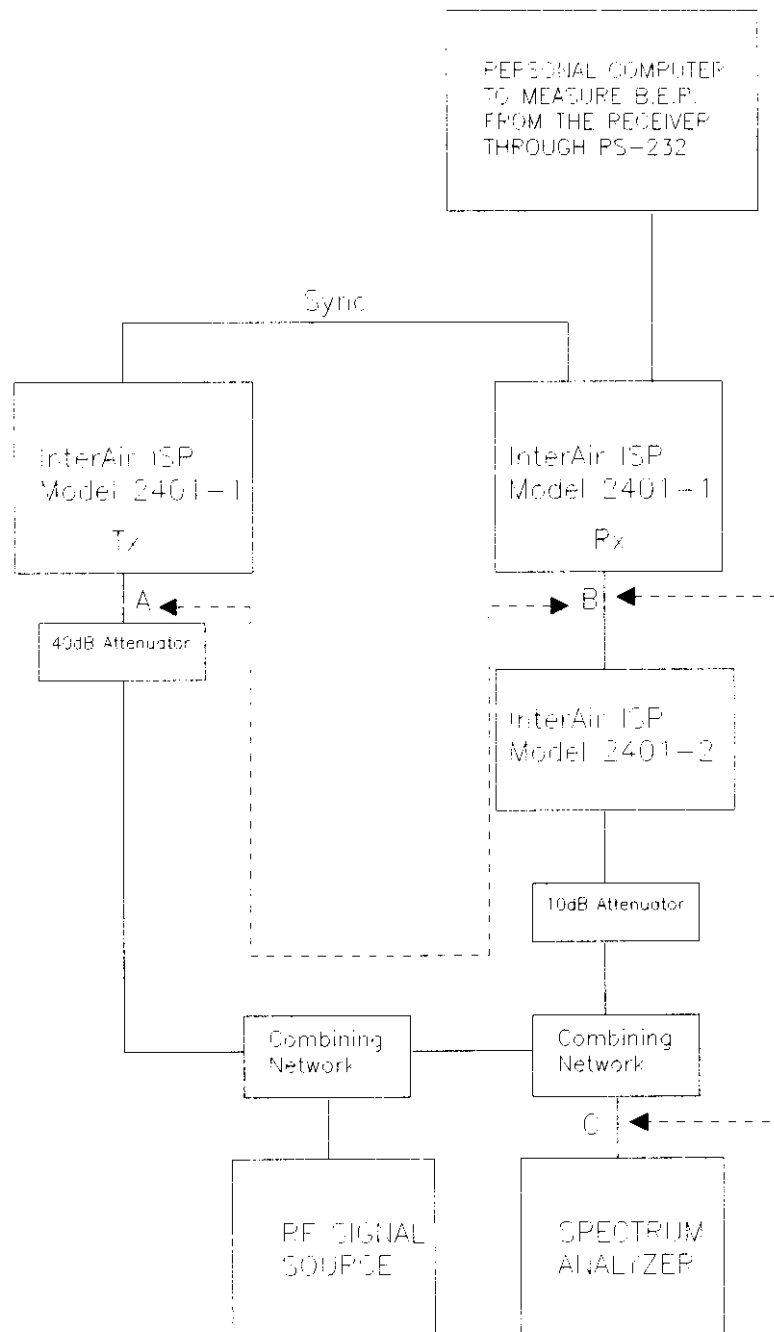 PERSONAL COMPUTER
TO MEASURE B.E.R.
FROM THE RECEIVER
THROUGH RS-232
Sync
InterAir ISP
Model 2401-1
Tx
InterAir ISP
Model 2401-1
Rx
A
B
40dB Attenuator
InterAir ISP
Model 2401-2
10dB Attenuator
Combining
Network
Combining
Network
C
RF SIGNAL
SOURCE
SPECTRUM
ANALYZER